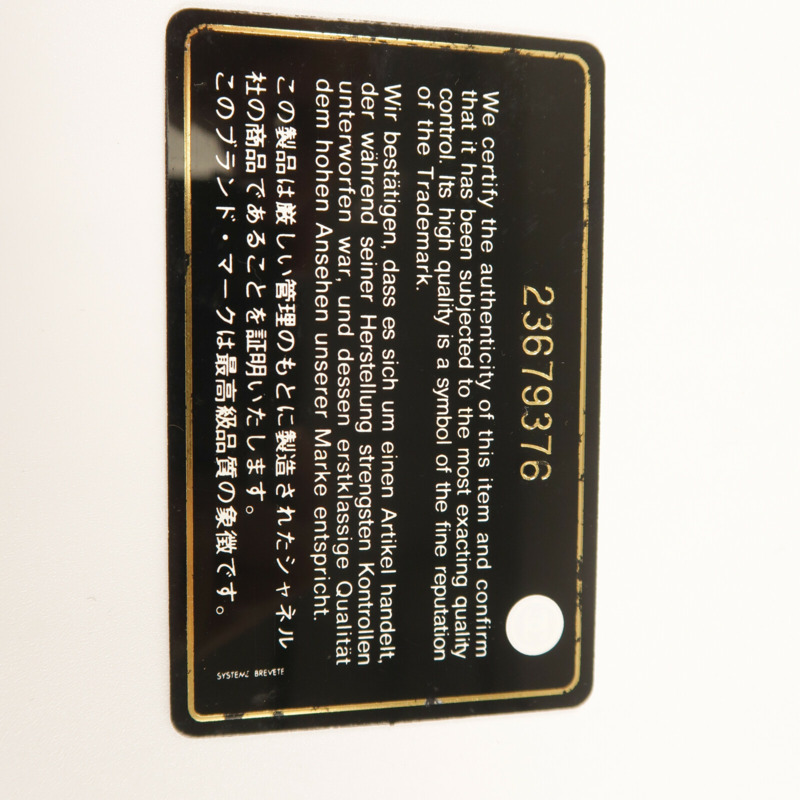 23679376
We certify the authenticity of this item and confirm
that it has been subjected to the most exacting quality
control. Its high quality is a symbol of the fine reputation
of the Trademark.
Wir bestätigen, dass es sich um einen Artikel handelt,
der während seiner Herstellung strengsten Kontrollen
unterworfen war, und dessen erstklassige Qualität
dem hohen Ansehen unserer Marke entspricht.
この製品は厳しい管理のもとに製造されたシャネル
社の商品であることを証明いたします。
このブランド・マークは最高級品質の象徴です。
SYSTEME BREVETE